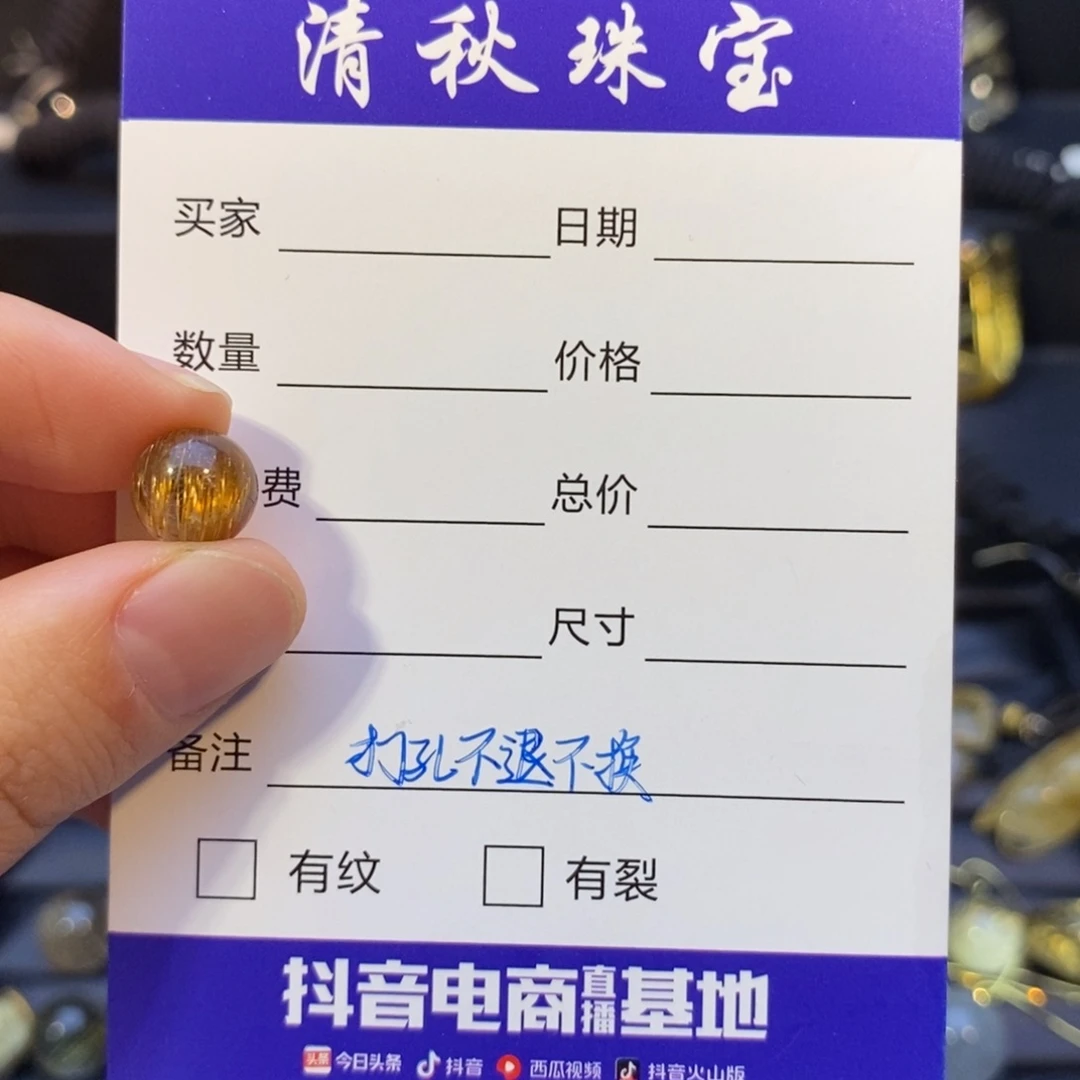 清秋珠宝
买家 日期
数量 价格
费 总价
尺寸
备注 打孔不退不换
有纹 有裂
抖音电商直播基地
头条 今日头条 抖音 西瓜视频 抖音火山版